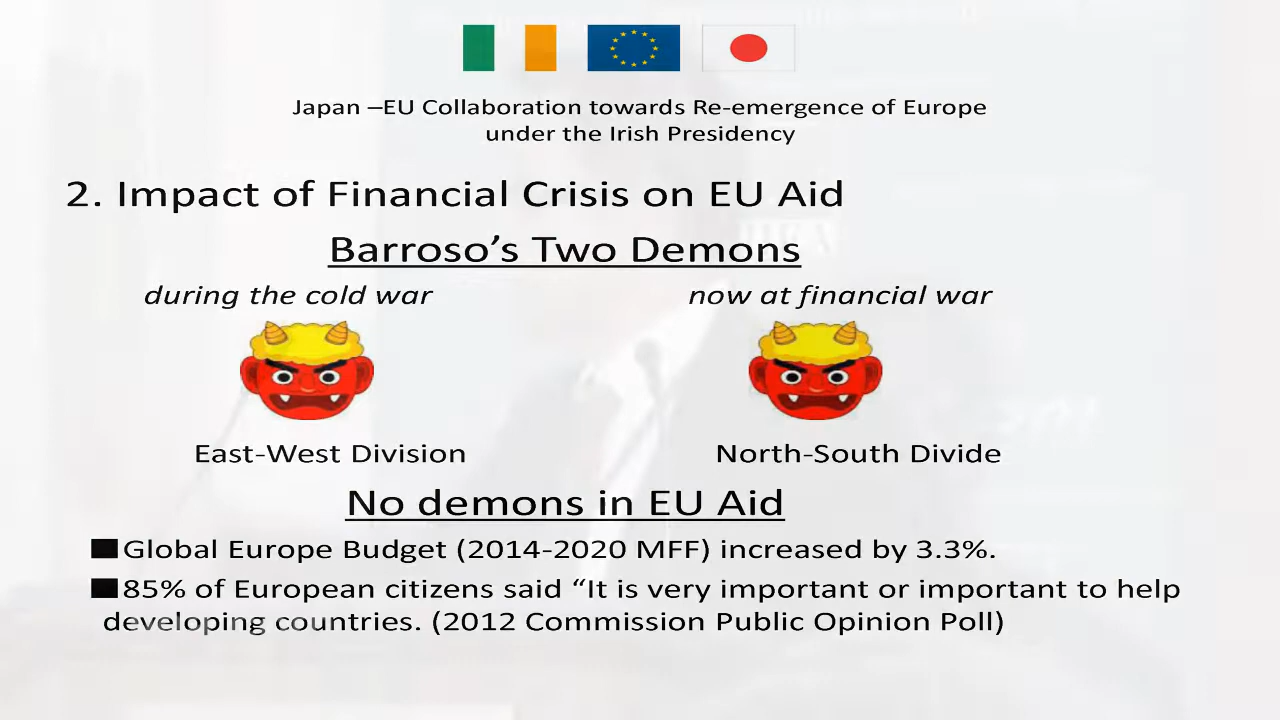 Japan –EU Collaboration towards Re-emergence of Europe
under the Irish Presidency
2. Impact of Financial Crisis on EU Aid
Barroso’s Two Demons
during the cold war now at financial war
East-West Division North-South Divide
No demons in EU Aid
■Global Europe Budget (2014-2020 MFF) increased by 3.3%.
■85% of European citizens said “It is very important or important to help
developing countries. (2012 Commission Public Opinion Poll)